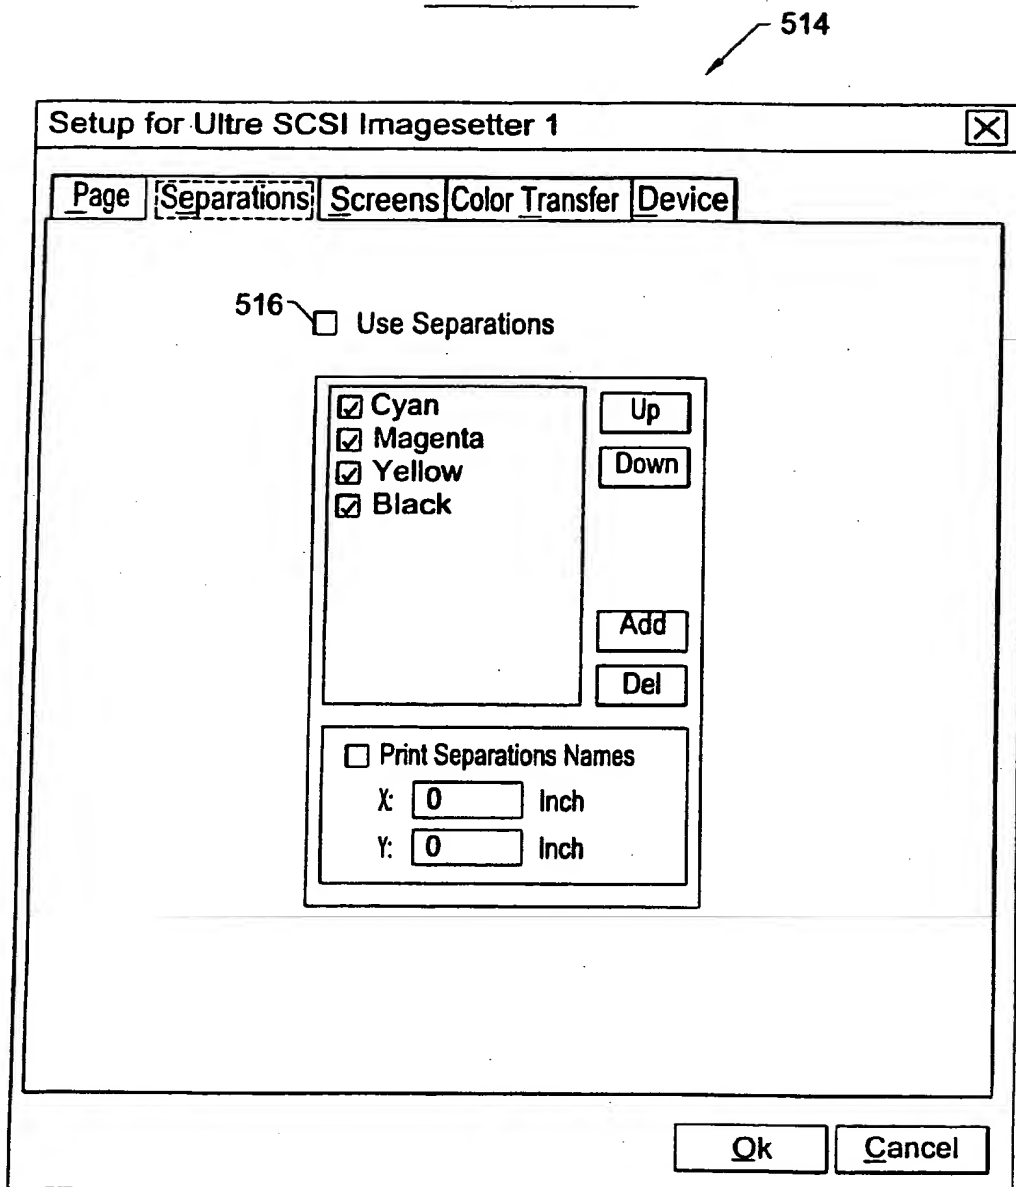 514
Setup for Ultre SCSI Imagesetter 1
Page Separations Screens Color Transfer Device
516
Use Separations
Cyan
Magenta
Yellow
Black
Up
Down
Add
Del
Print Separations Names
X: 0 Inch
Y: 0 Inch
Ok Cancel